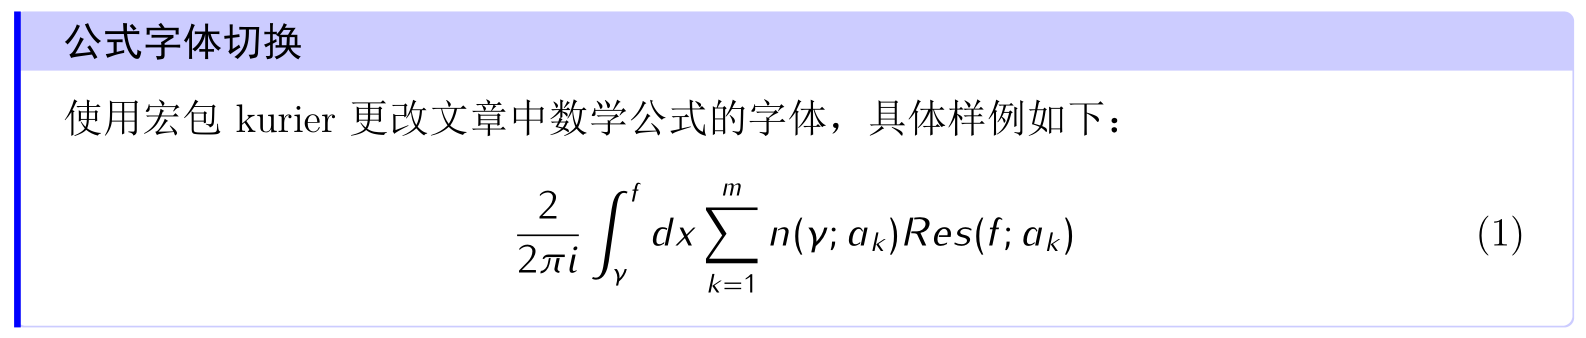 公式字体切换
使用宏包 kurier 更改文章中数学公式的字体，具体样例如下：
\frac{2}{2\pi i} \int_{\gamma}^{f} dx \sum_{k=1}^{m} n(\gamma; a_k) Res(f; a_k) (1)